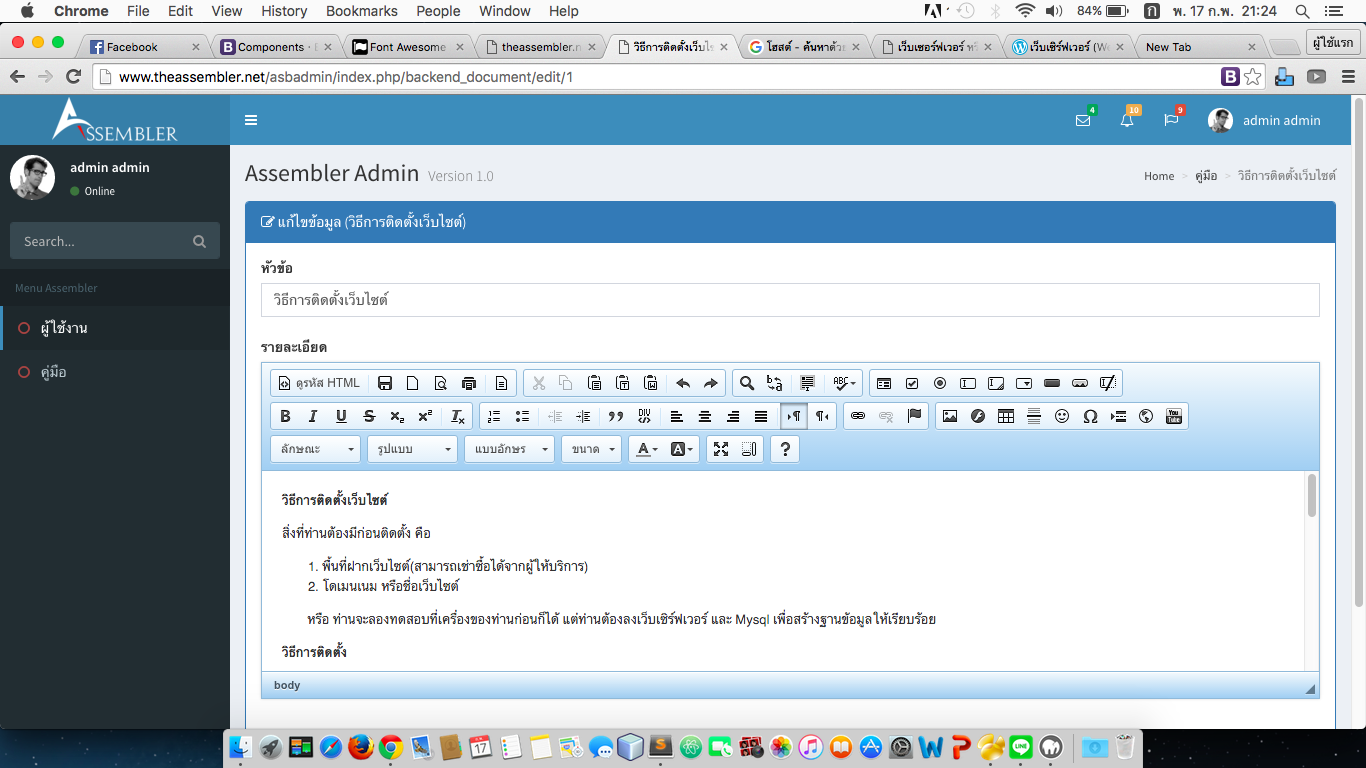 Chrome File Edit View History Bookmarks People Window Help 84% ก พ. 17 ก.พ. 21:24
Facebook Components · Font Awesome theassembler.n วิธีการติดตั้งเว็บไซ โฮสต์ - ค้นหาด้วย เว็บเซอร์ฟเวอร์ หรื เว็บเซิร์ฟเวอร์ (We New Tab ผู้ใช้แรก
www.theassembler.net/asbadmin/index.php/backend_document/edit/1
ASSEMBLER 4 10 9 admin admin
admin admin
Online
Assembler Admin Version 1.0 Home > คู่มือ > วิธีการติดตั้งเว็บไซต์
Search...
Menu Assembler
ผู้ใช้งาน
คู่มือ
แก้ไขข้อมูล (วิธีการติดตั้งเว็บไซต์)
หัวข้อ
วิธีการติดตั้งเว็บไซต์
รายละเอียด
ดูรหัส HTML ABC
B I U S x₂ x² Tx DIV Ω You Tube
ลักษณะ รูปแบบ แบบอักษร ขนาด A A ?
วิธีการติดตั้งเว็บไซต์
สิ่งที่ท่านต้องมีก่อนติดตั้ง คือ
1. พื้นที่ฝากเว็บไซต์(สามารถเช่าซื้อได้จากผู้ให้บริการ)
2. โดเมนเนม หรือชื่อเว็บไซต์
หรือ ท่านจะลองทดสอบที่เครื่องของท่านก่อนก็ได้ แต่ท่านต้องลงเว็บเซิร์ฟเวอร์ และ Mysql เพื่อสร้างฐานข้อมูลให้เรียบร้อย
วิธีการติดตั้ง
body
17
LINE